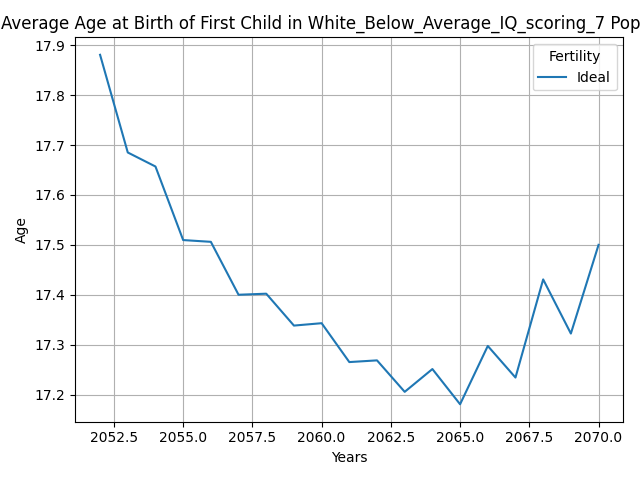 Average Age at Birth of First Child in White_Below_Average_IQ_scoring_7 Pop
17.9
17.8
17.7
17.6
17.5
17.4
17.3
17.2
Age
Fertility
Ideal
2052.5 2055.0 2057.5 2060.0 2062.5 2065.0 2067.5 2070.0
Years